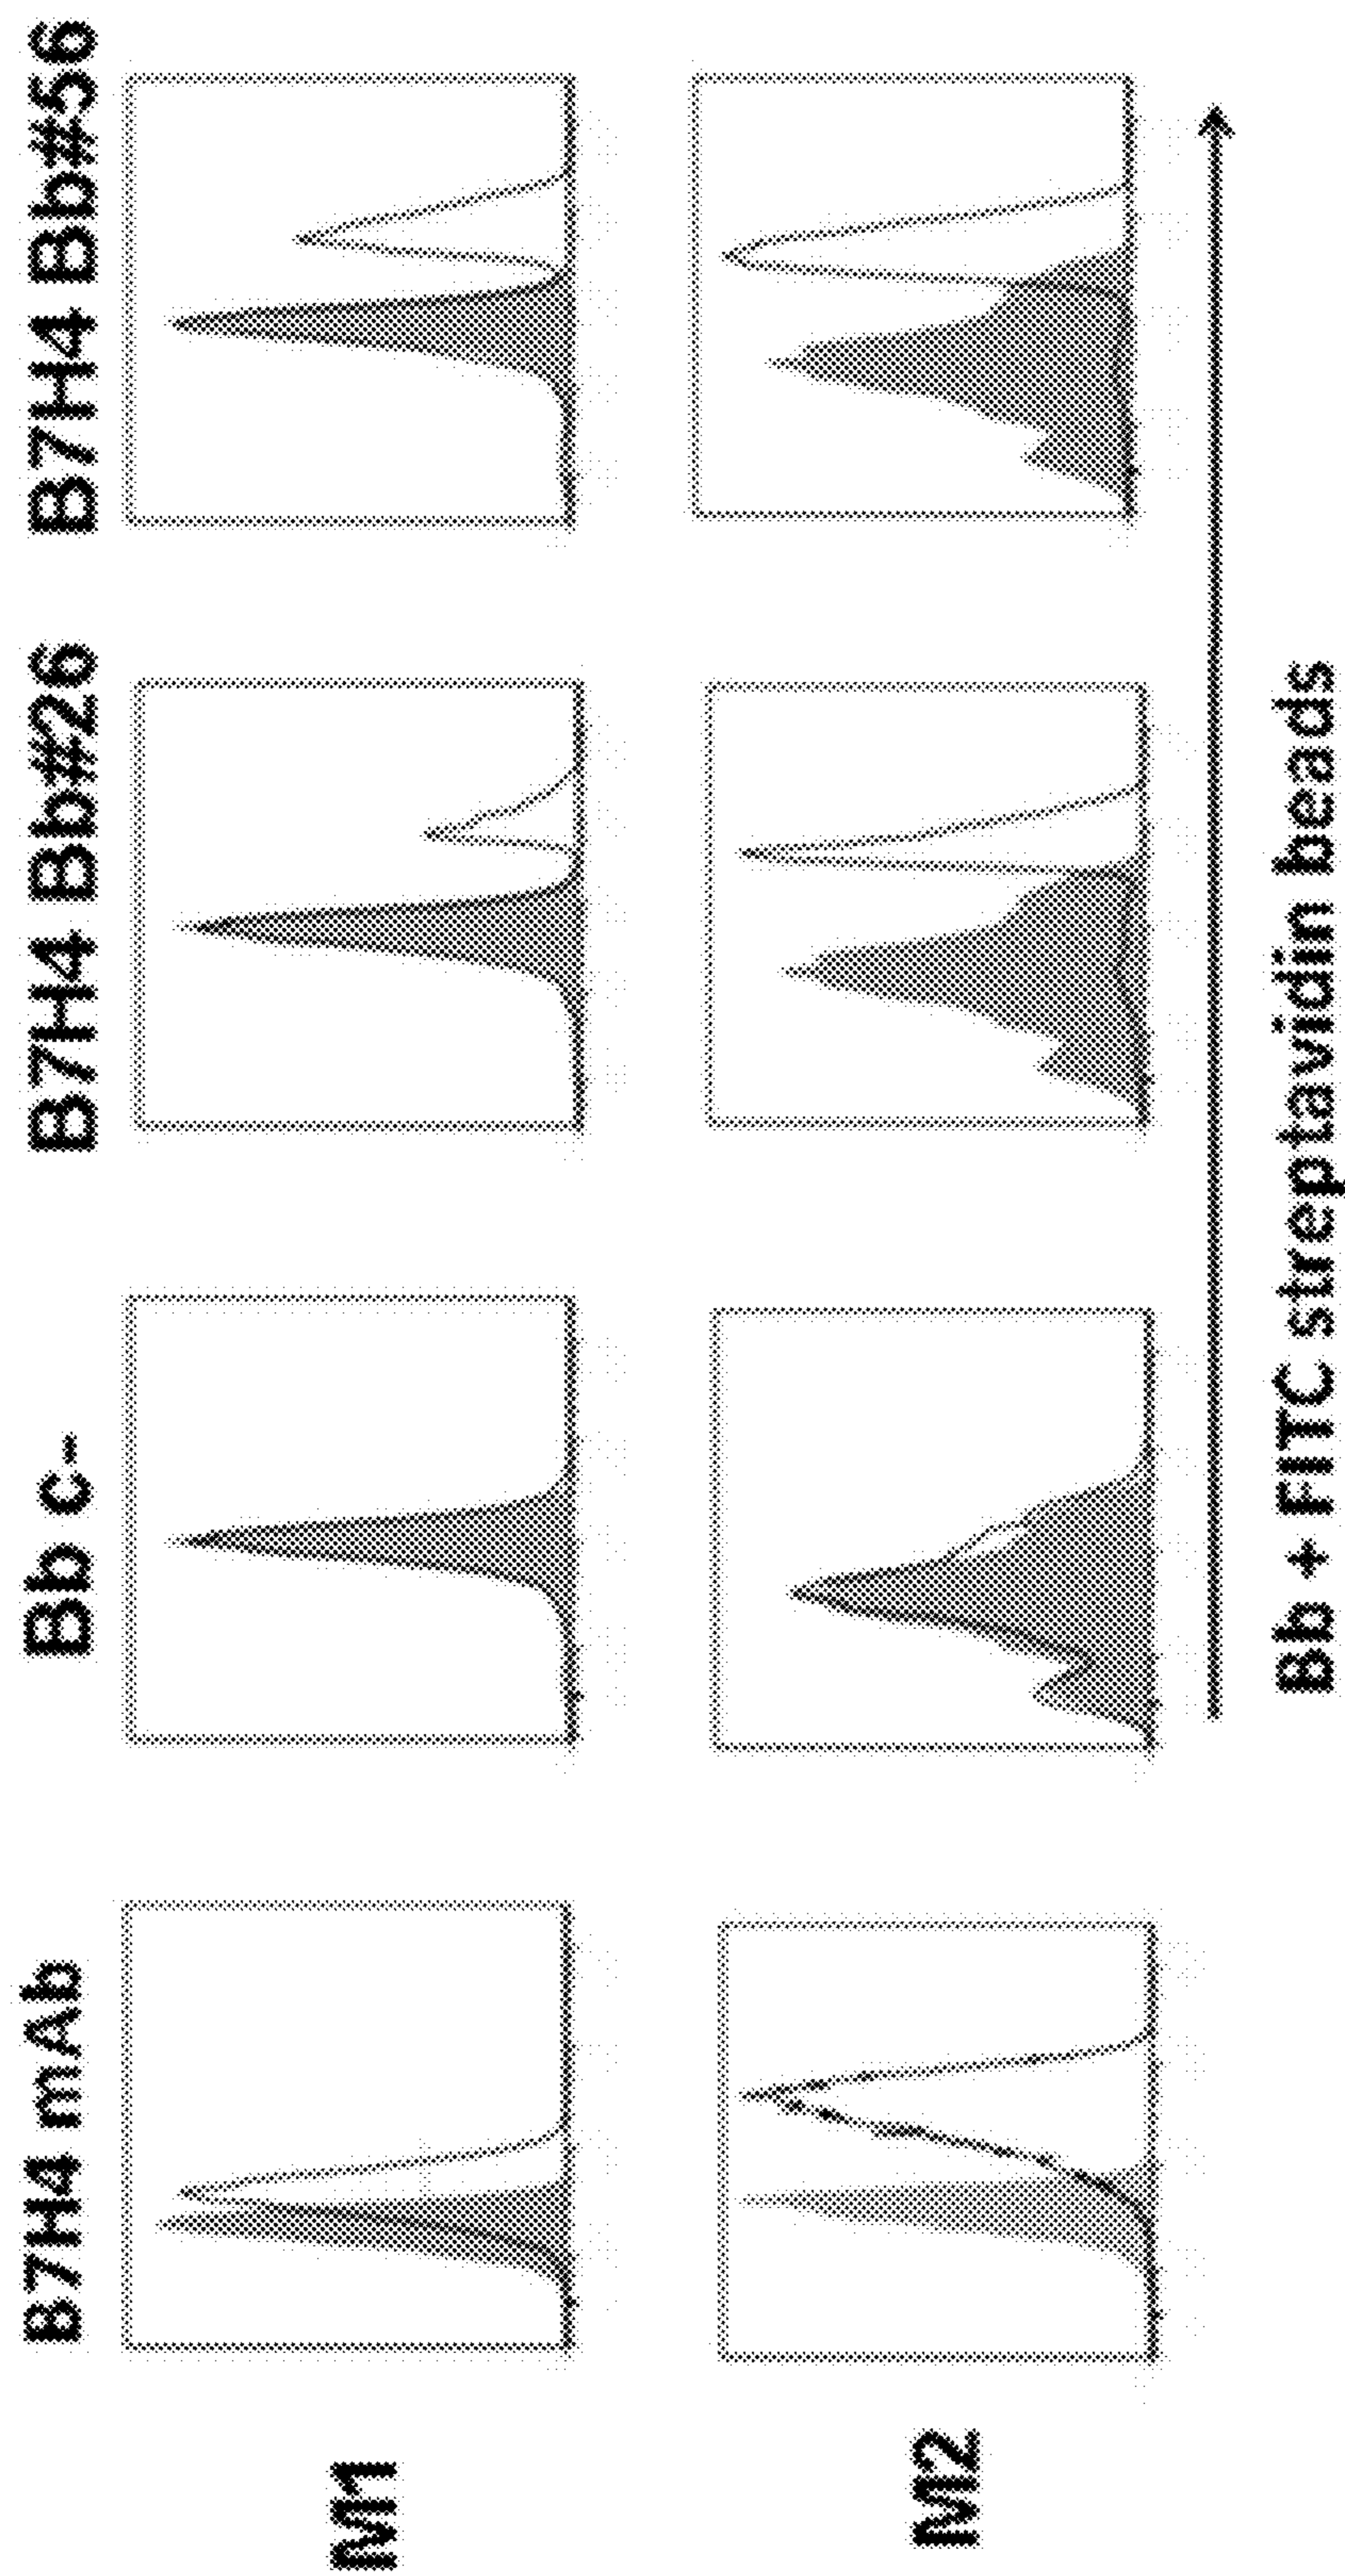 B7H4 mAb
Bb c-
B7H4 Bb#26
B7H4 Bb#56
M1
M2
Bb + FITC streptavidin beads